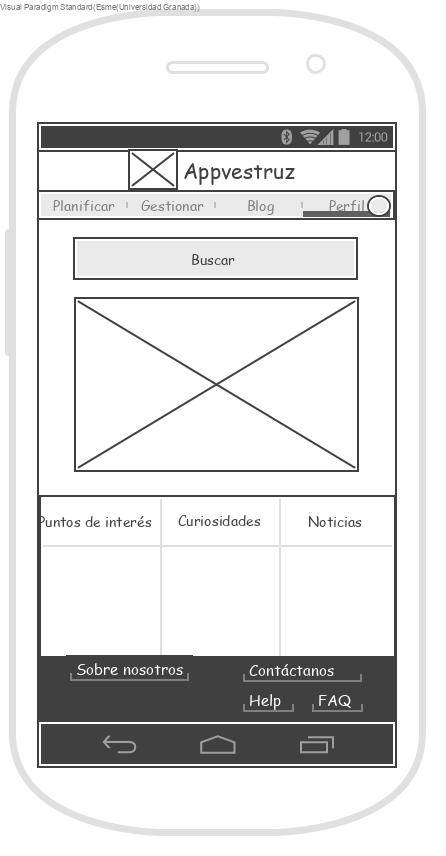 Visual Paradigm Standard(Esme(Universidad Granada))
12:00
Appvestruz
Planificar Gestionar Blog Perfil
Buscar
Puntos de interés Curiosidades Noticias
Sobre nosotros Contáctanos
Help FAQ